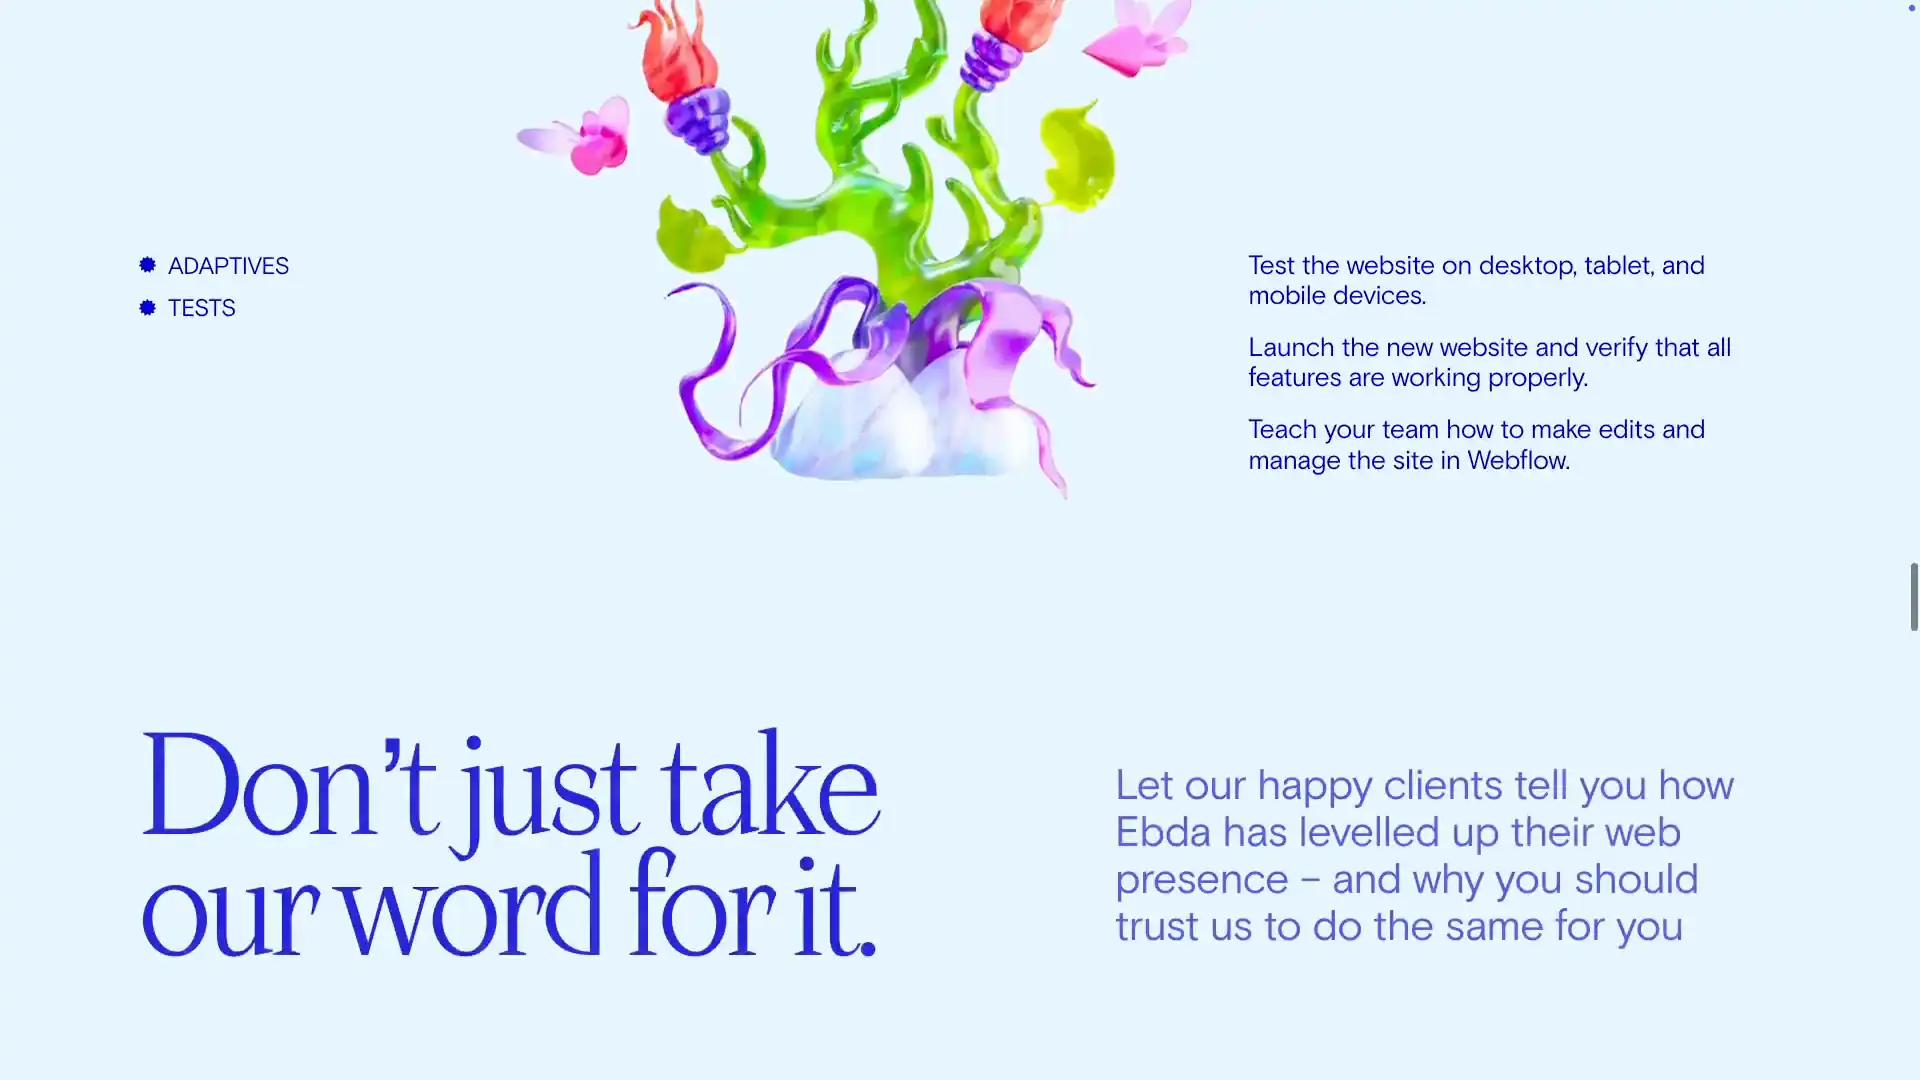 ADAPTIVES
TESTS
Test the website on desktop, tablet, and
mobile devices.
Launch the new website and verify that all
features are working properly.
Teach your team how to make edits and
manage the site in Webflow.
Don’t just take
our word for it.
Let our happy clients tell you how
Ebda has levelled up their web
presence – and why you should
trust us to do the same for you